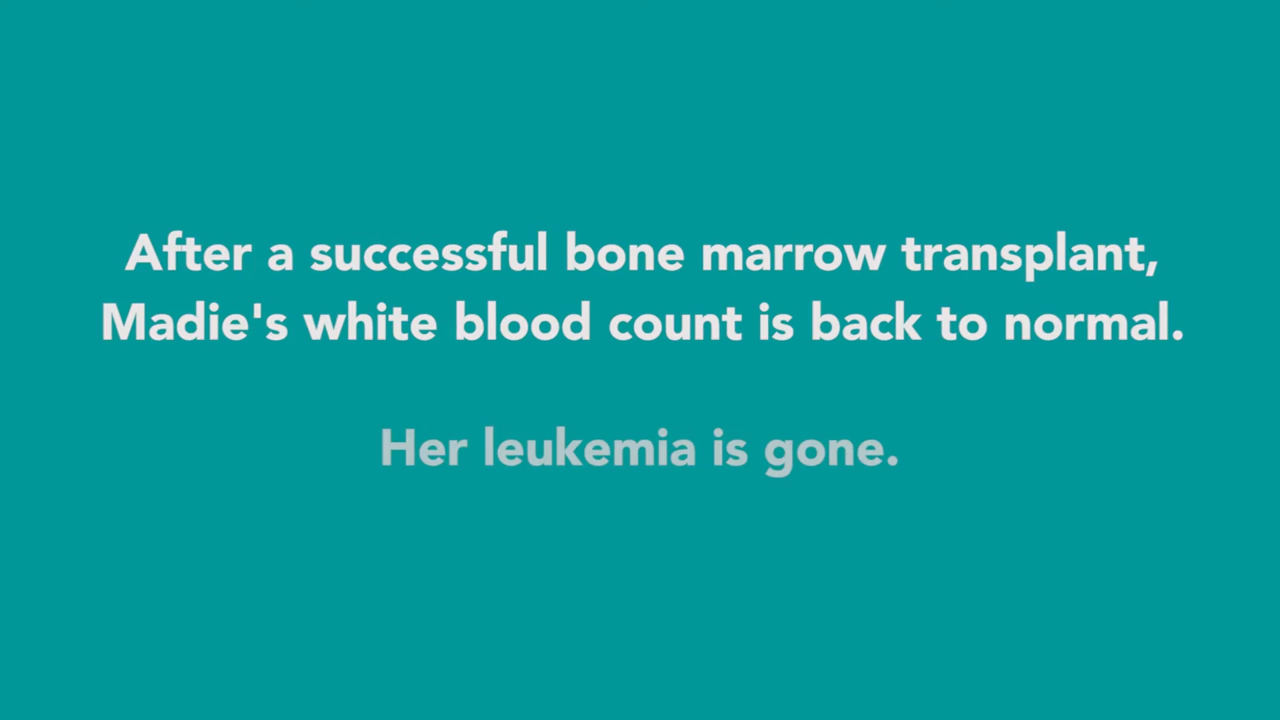 After a successful bone marrow transplant,
Madie's white blood count is back to normal.
Her leukemia is gone.